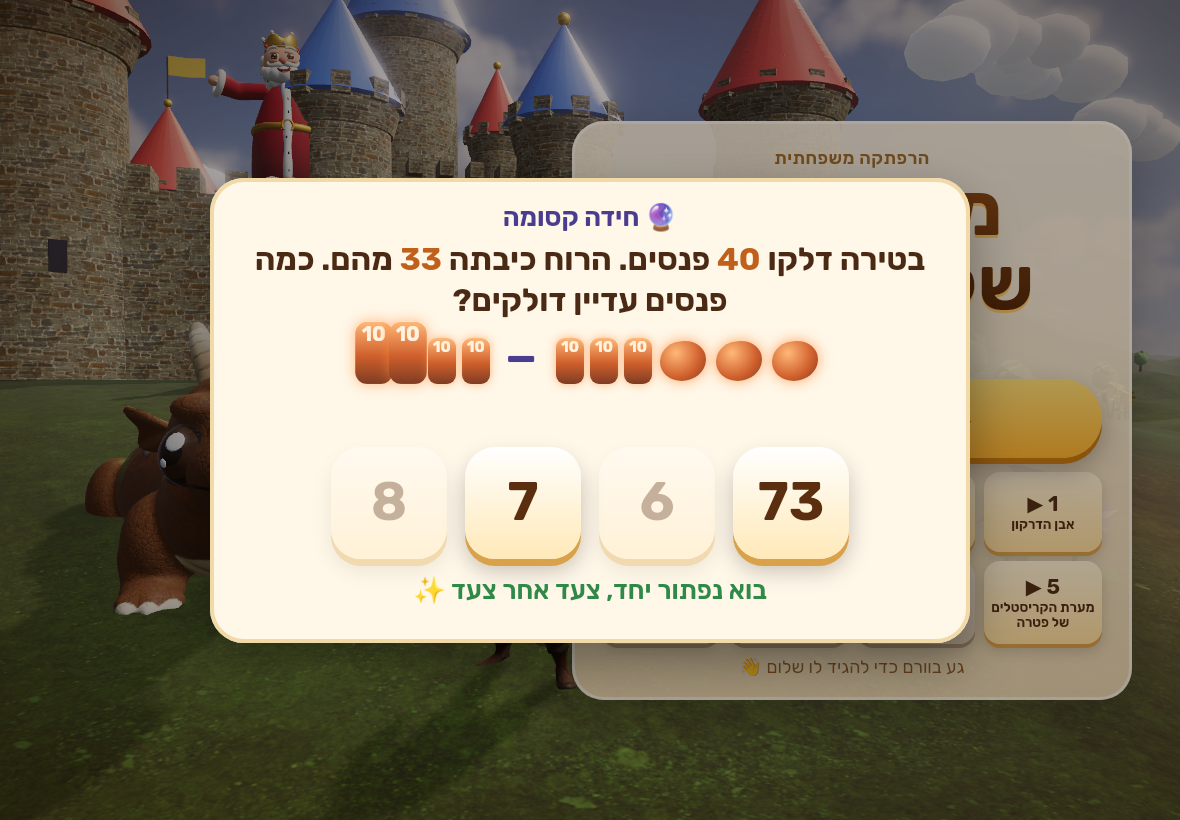 הרפתקה משפחתית
🔮 חידה קסומה
בטירה דלקו 40 פנסים. הרוח כיבתה 33 מהם. כמה
פנסים עדיין דולקים?
10 10 10 10 – 10 10 10
8 7 6 73
בוא נפתור יחד, צעד אחר צעד ✨
1 ▶
אבן הדרקון
5 ▶
מערת הקריסטלים
של פטרה
גע בוורם כדי להגיד לו שלום 👋